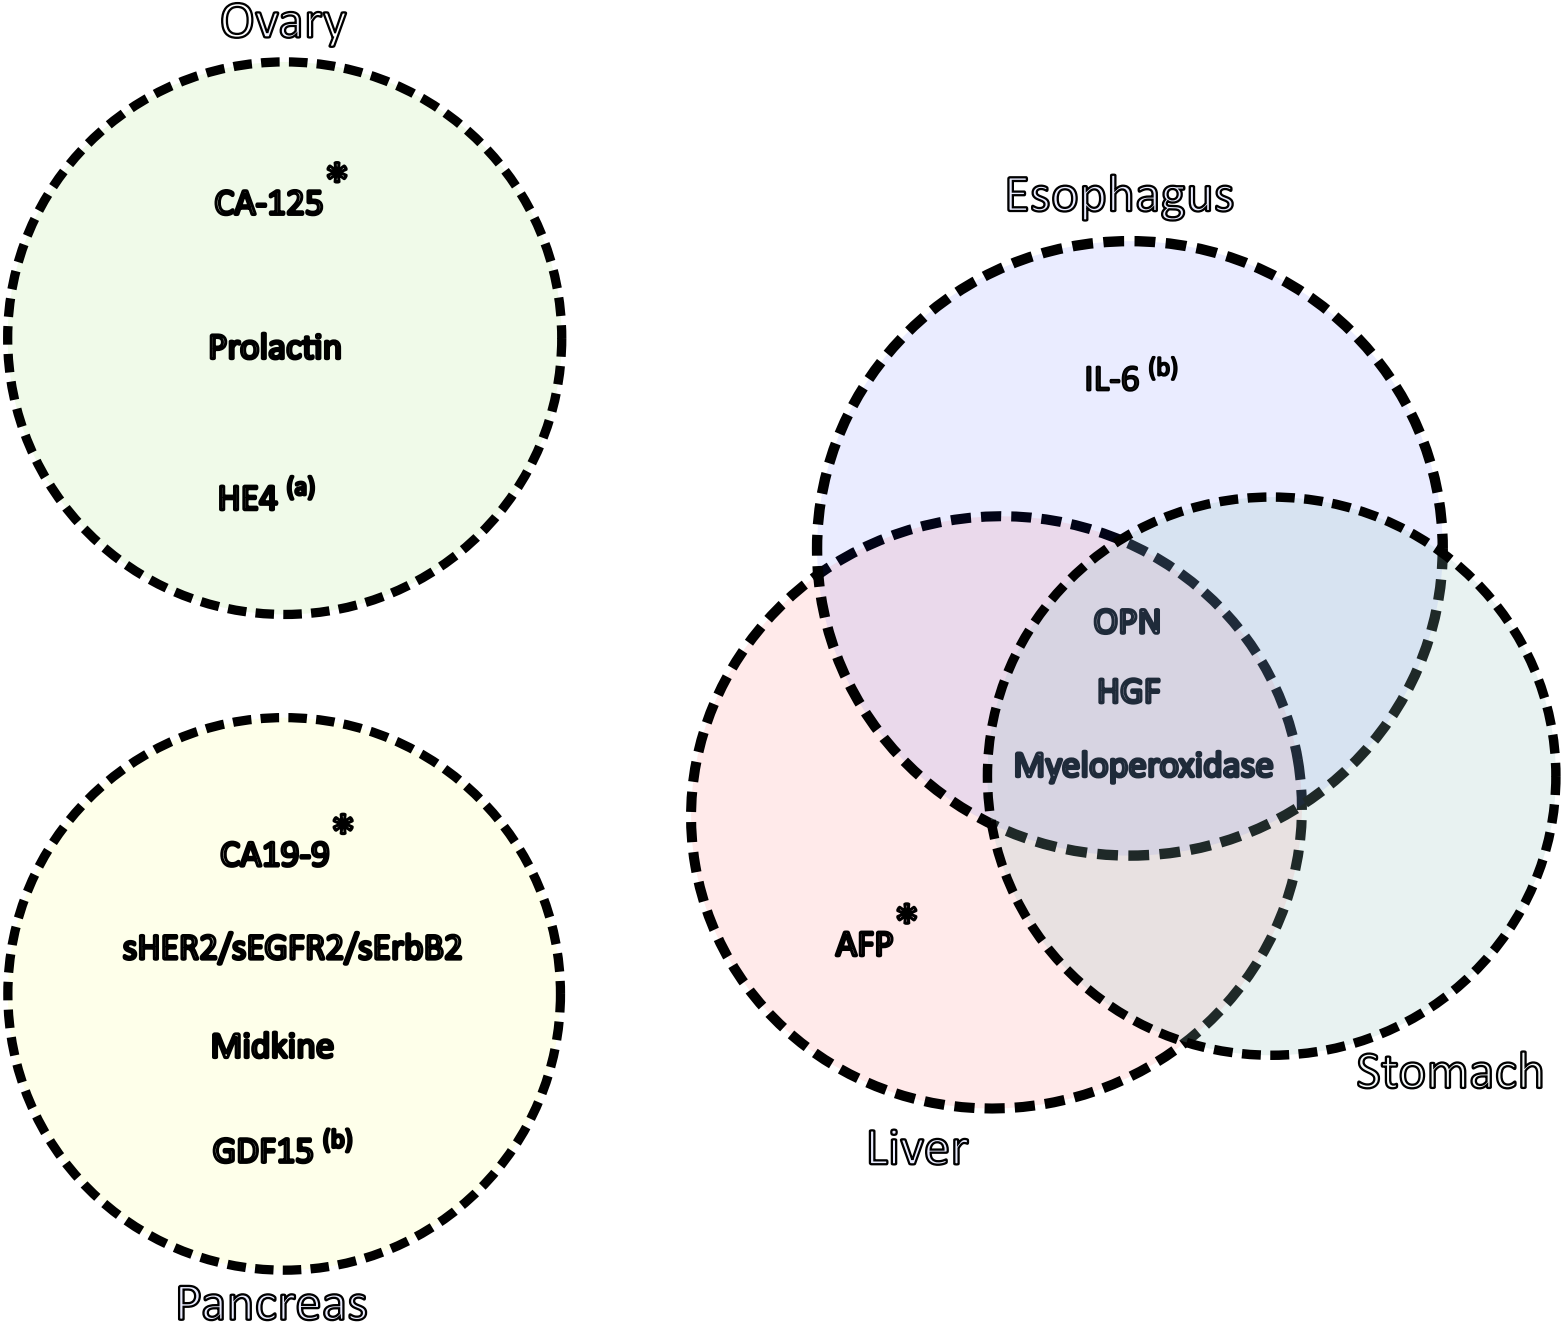 Ovary
CA-125*
Prolactin
HE4 (a)
Pancreas
CA19-9*
sHER2/sEGFR2/sErbB2
Midkine
GDF15 (b)
Esophagus
IL-6 (b)
OPN
HGF
Myeloperoxidase
AFP*
Liver
Stomach